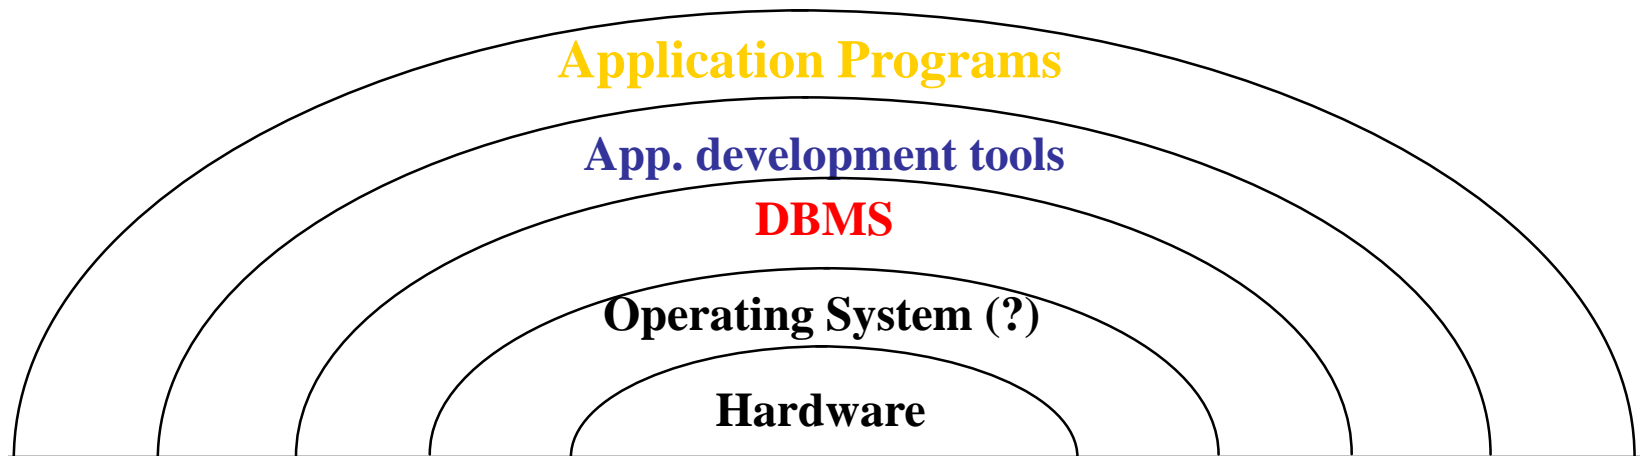 Application Programs
App. development tools
DBMS
Operating System (?)
Hardware